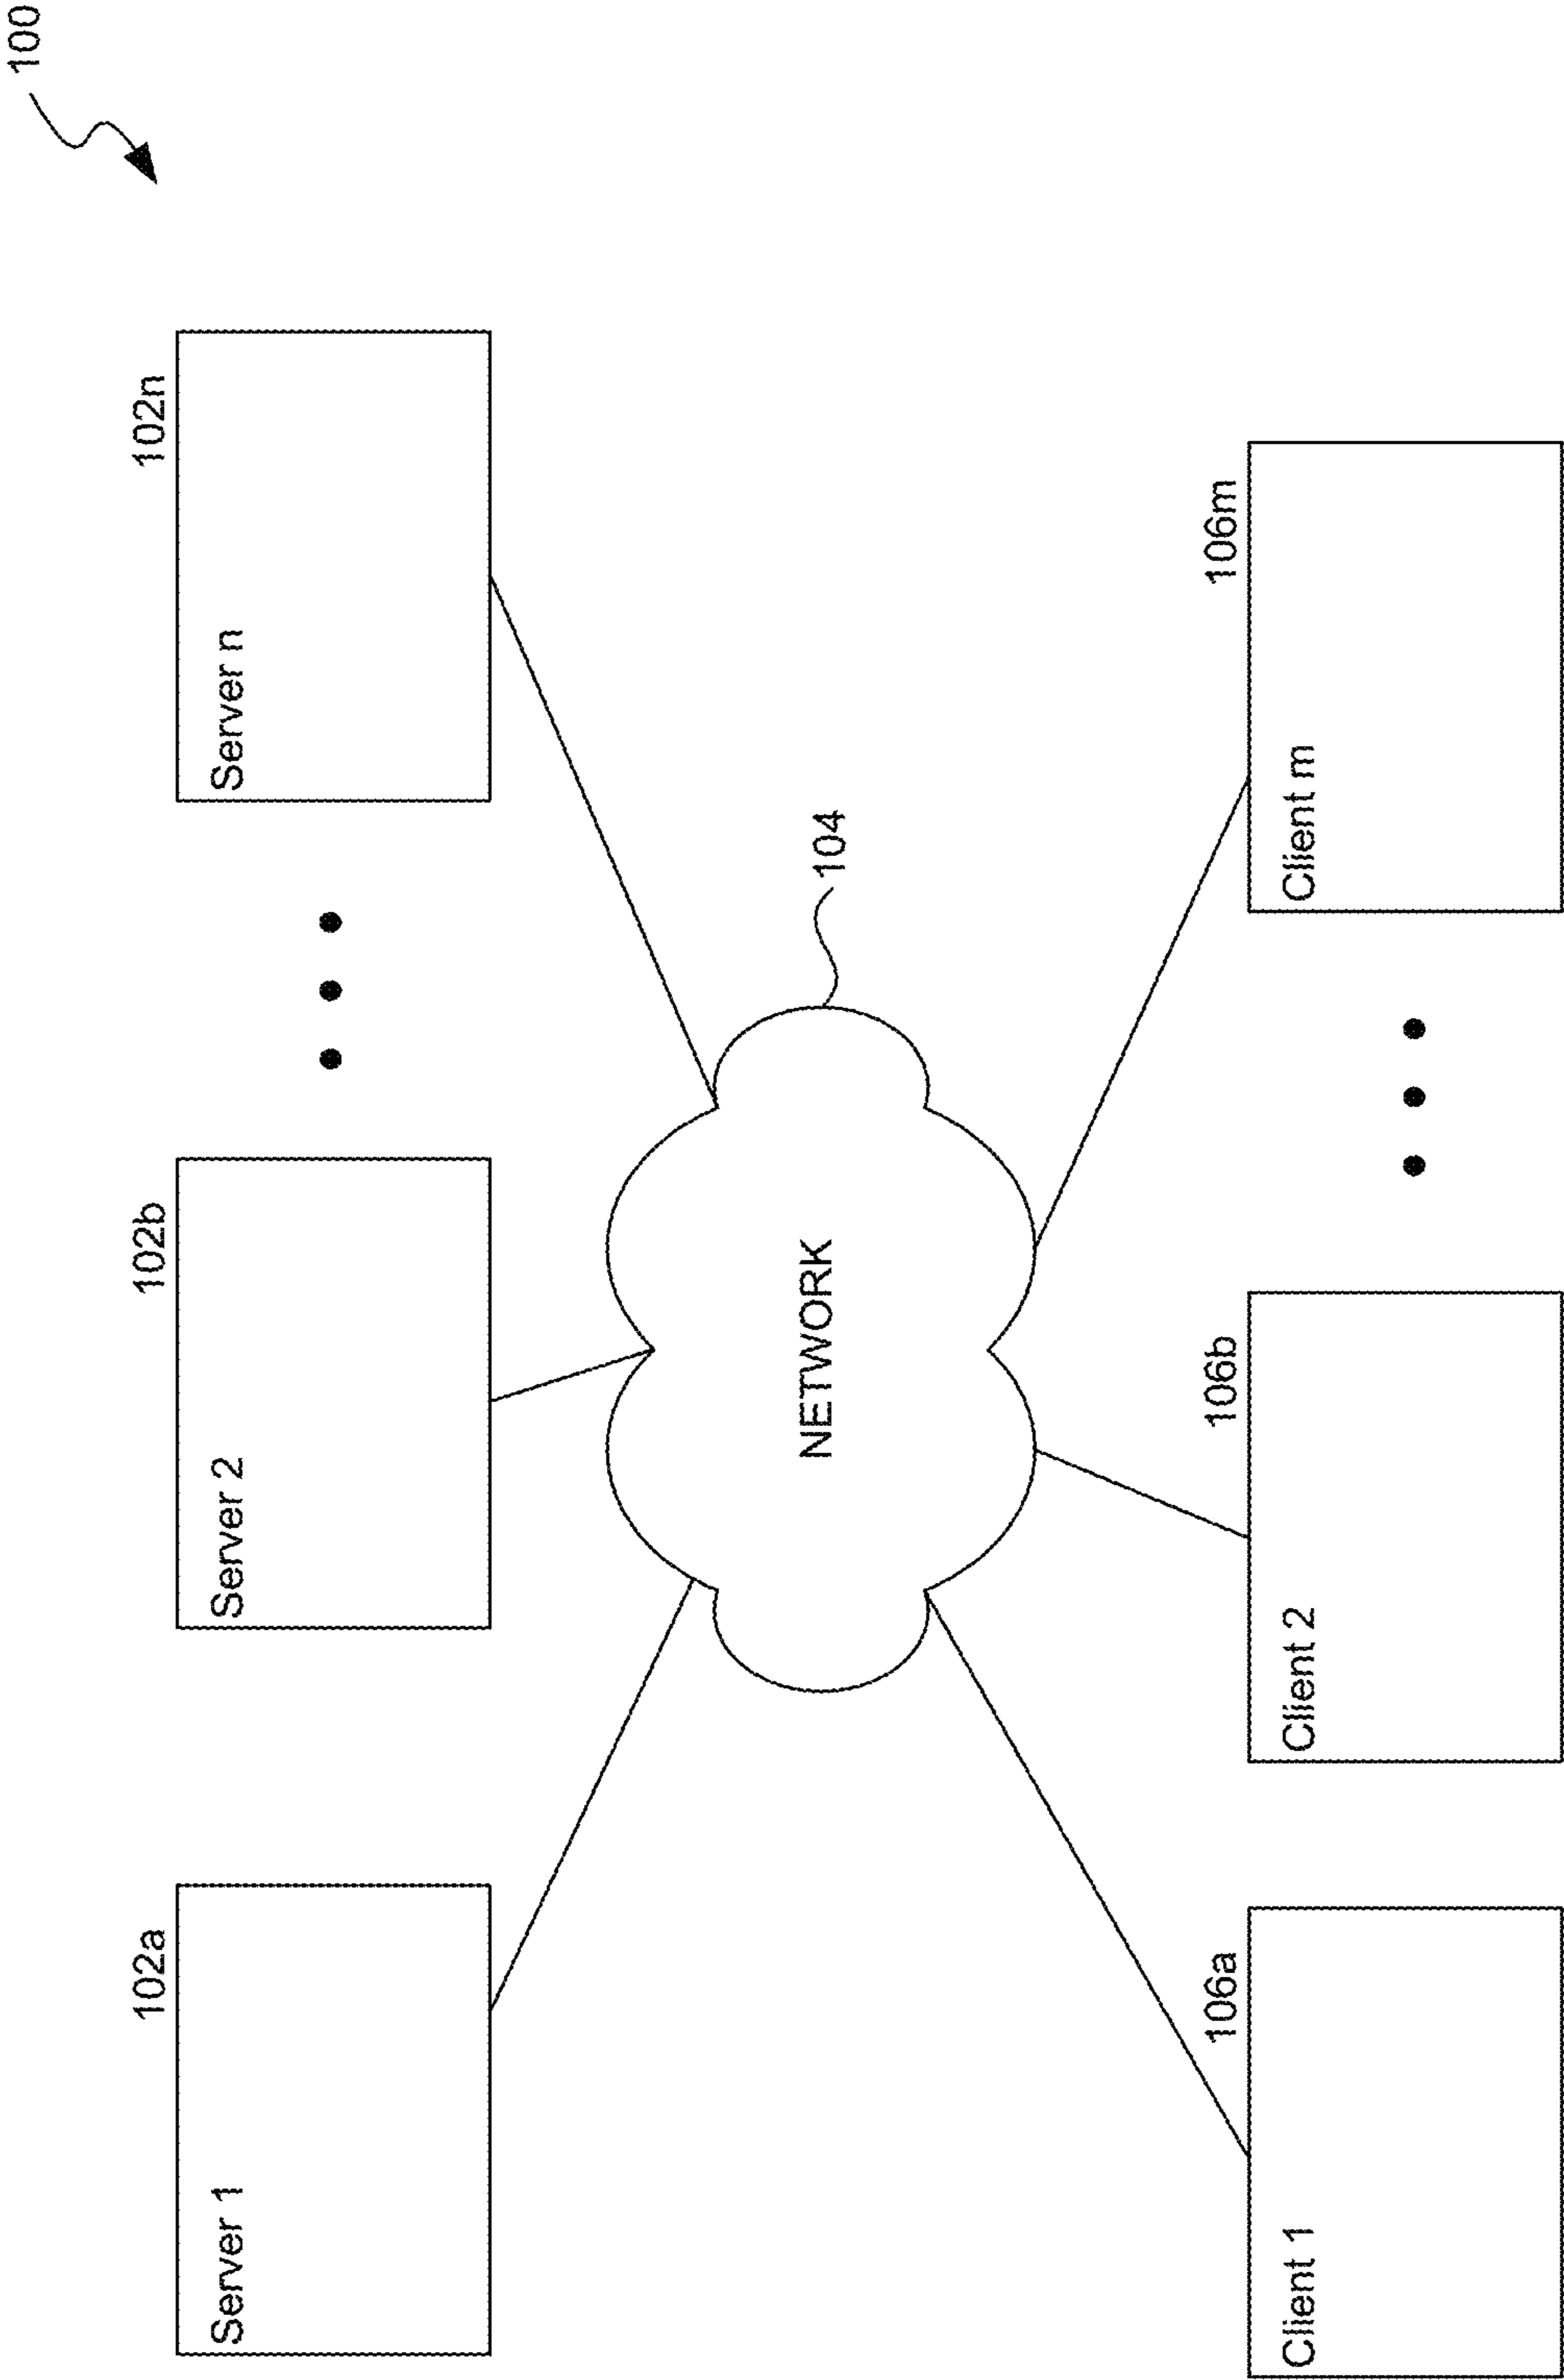 100
102a
Server 1
102b
Server 2
102n
Server n
NETWORK
104
106a
Client 1
106b
Client 2
106m
Client m